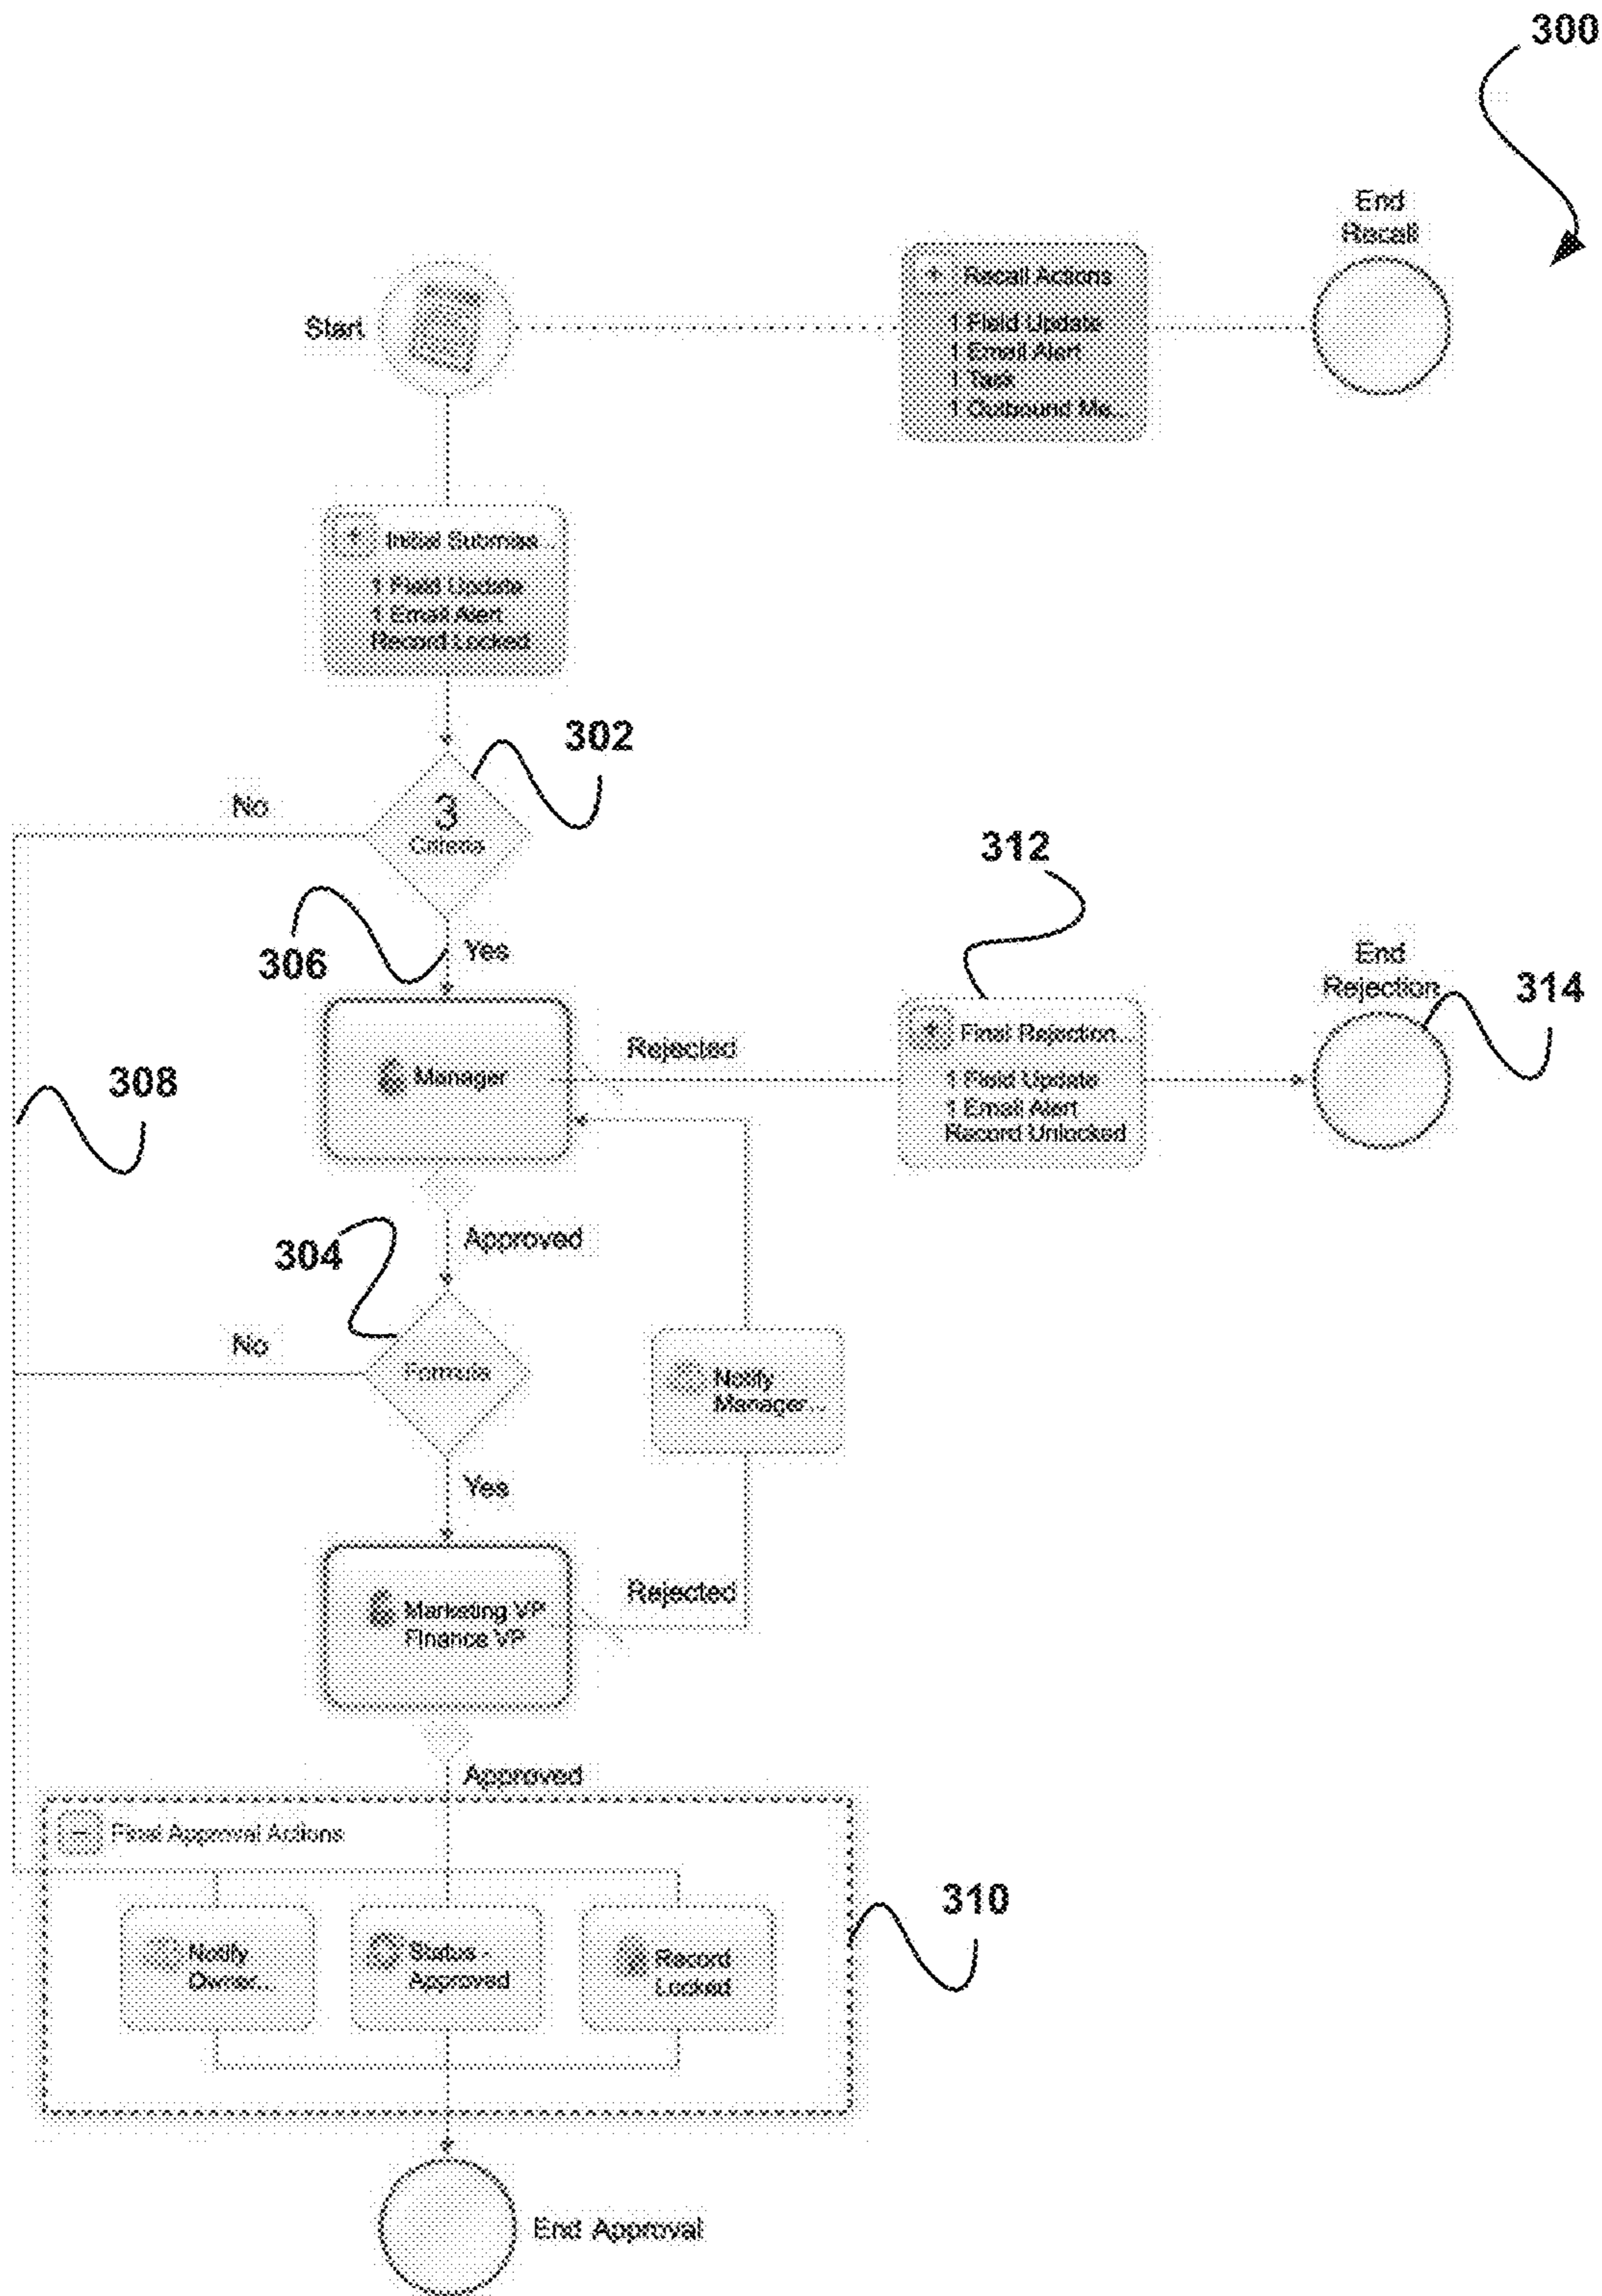 300
End
Recall
Start
+ Recall Actions
1 Field Update
1 Email Alert
1 Task
1 Outbound Me...
+ Initial Submiss...
1 Field Update
1 Email Alert
Record Locked
302
No
3
Criteria
312
306
Yes
End
Rejection
314
308
Manager
Rejected
+ Final Rejection...
1 Field Update
1 Email Alert
Record Unlocked
304
Approved
No
Formula
Notify
Manager...
Yes
Marketing VP
Finance VP
Rejected
Approved
− Final Approval Actions
310
Notify
Owner...
Status -
Approved
Record
Locked
End Approval